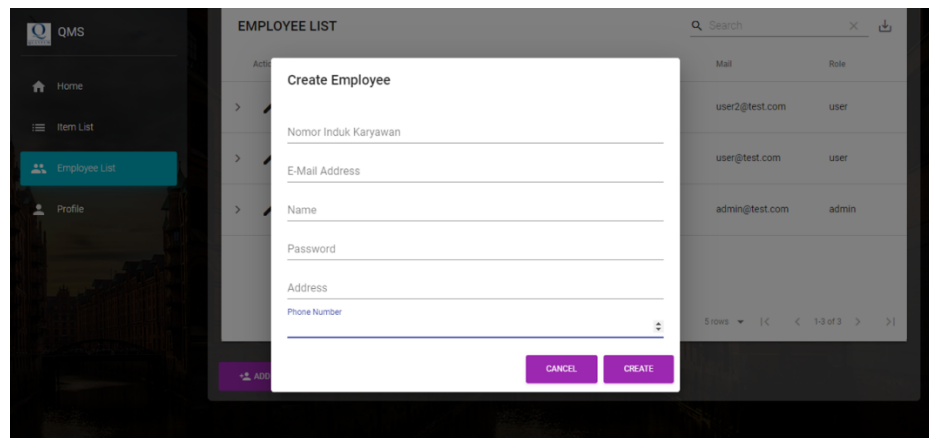 QMS
Home
Item List
Employee List
Profile
EMPLOYEE LIST
Search
Mail
Role
user2@test.com
user
user@test.com
user
admin@test.com
admin
5 rows
1-3 of 3
ADD
Create Employee
Nomor Induk Karyawan
E-Mail Address
Name
Password
Address
Phone Number
CANCEL
CREATE